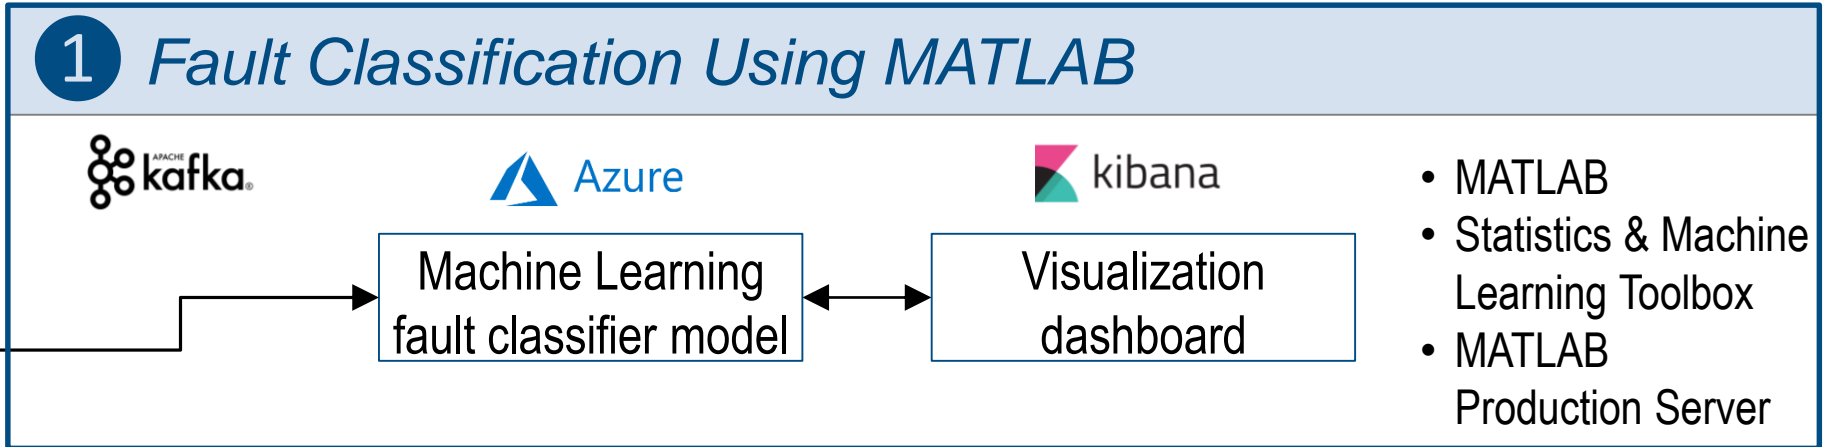 1 Fault Classification Using MATLAB
APACHE
kafka®
Azure
kibana
Machine Learning
fault classifier model
Visualization
dashboard
• MATLAB
• Statistics & Machine
Learning Toolbox
• MATLAB
Production Server